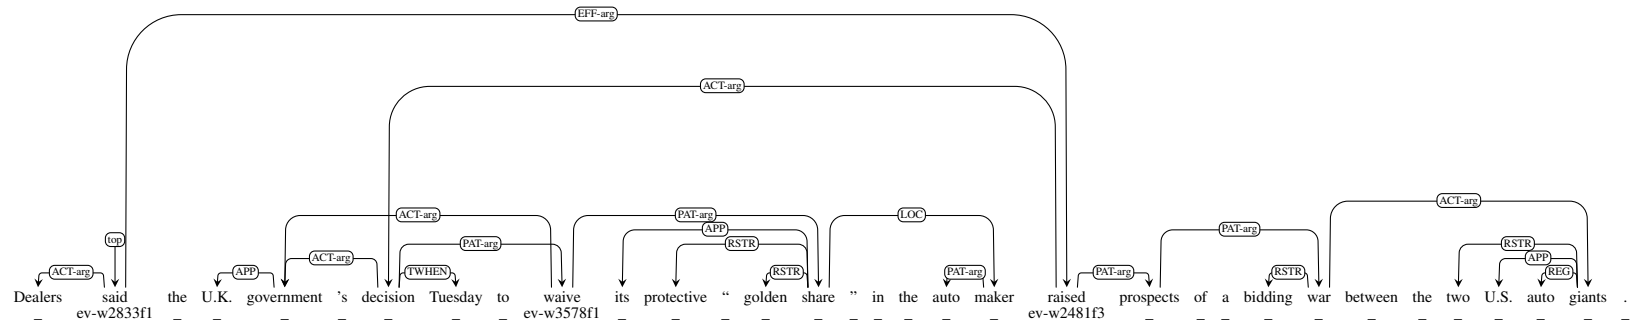 EFF-arg
ACT-arg
ACT-arg
ACT-arg PAT-arg LOC PAT-arg
top APP RSTR
PAT-arg RSTR APP
ACT-arg
ACT-arg APP TWHEN RSTR PAT-arg PAT-arg RSTR REG
Dealers said the U.K. government 's decision Tuesday to waive its protective “ golden share ” in the auto maker raised prospects of a bidding war between the two U.S. auto giants .
_ ev-w2833f1 _ _ _ _ _ _ _ ev-w3578f1 _ _ _ _ _ _ _ _ _ _ ev-w2481f3 _ _ _ _ _ _ _ _ _ _ _ _